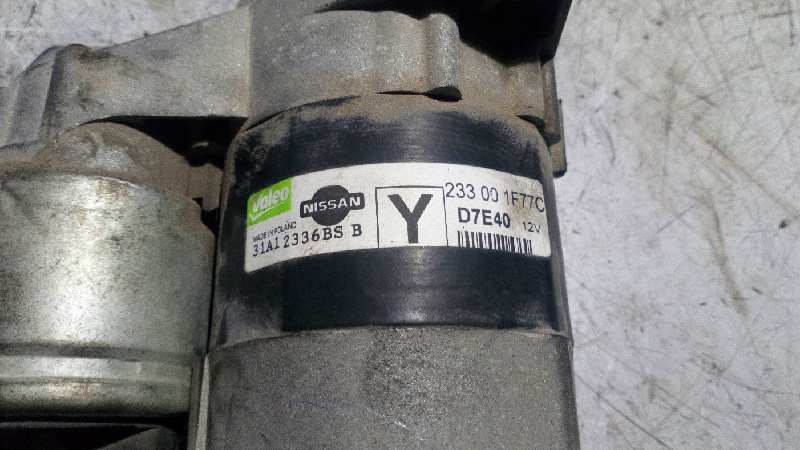 Valeo
MADE IN POLAND
31A12336BS B
NISSAN
Y
233 00 1F77C
D7E40 12V